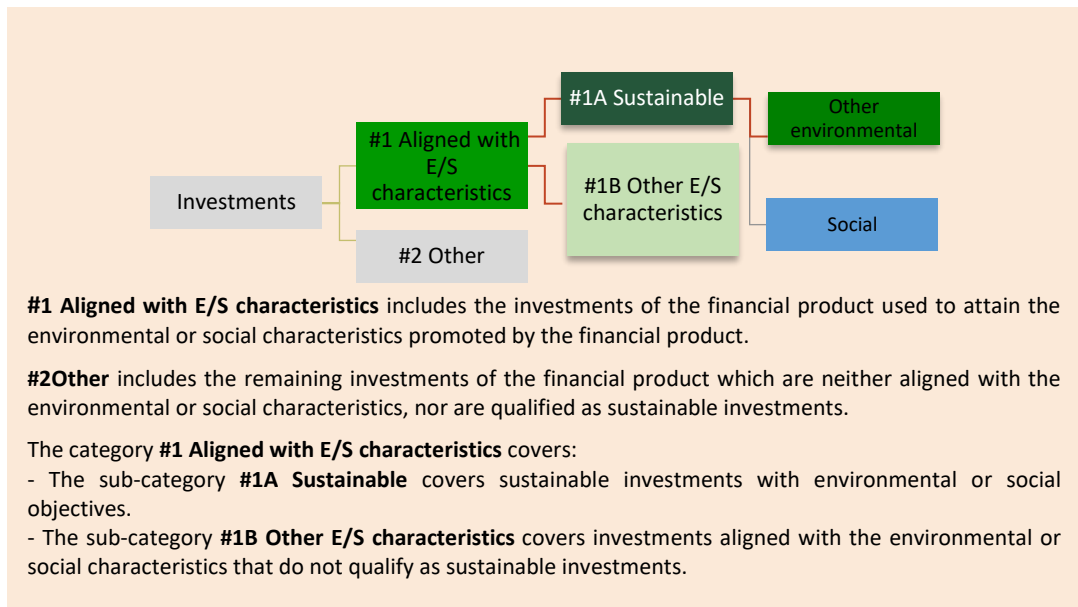 #1A Sustainable
Other
environmental
#1 Aligned with
E/S
characteristics
#1B Other E/S
characteristics
Investments
Social
#2 Other
#1 Aligned with E/S characteristics includes the investments of the financial product used to attain the
environmental or social characteristics promoted by the financial product.
#2Other includes the remaining investments of the financial product which are neither aligned with the
environmental or social characteristics, nor are qualified as sustainable investments.
The category #1 Aligned with E/S characteristics covers:
- The sub-category #1A Sustainable covers sustainable investments with environmental or social
objectives.
- The sub-category #1B Other E/S characteristics covers investments aligned with the environmental or
social characteristics that do not qualify as sustainable investments.